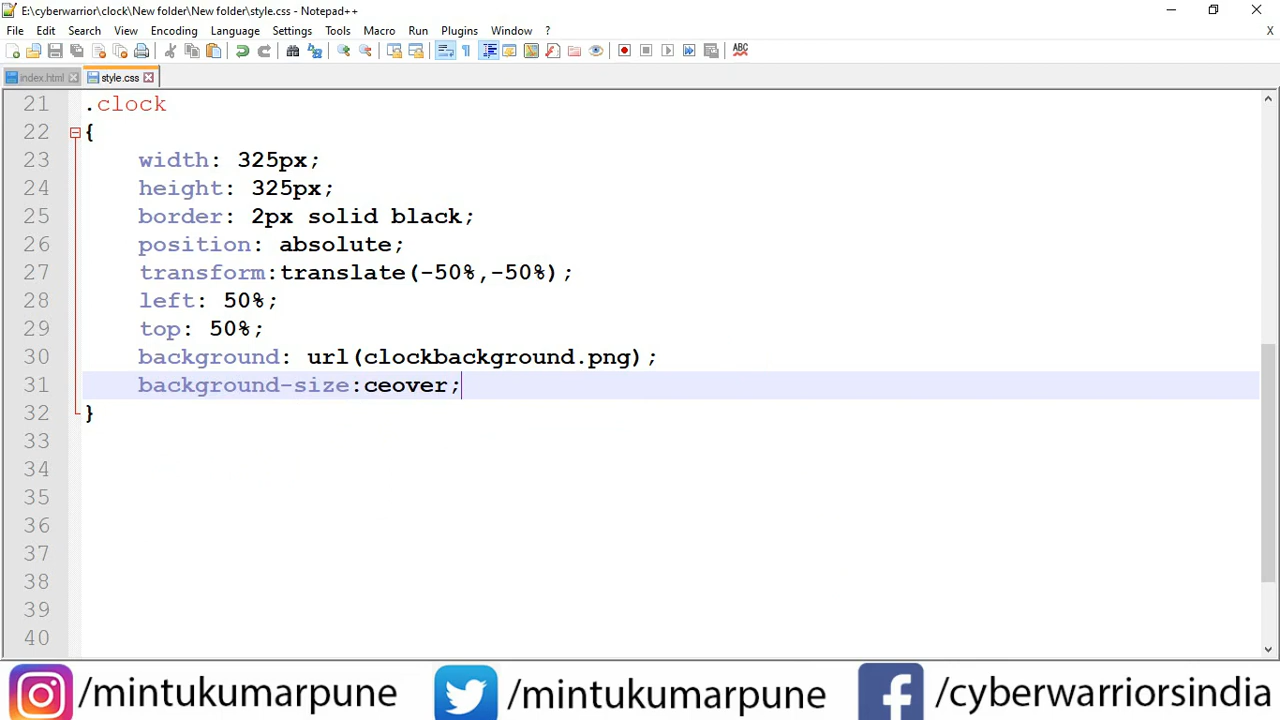 E:\cyberwarrior\clock\New folder\New folder\style.css - Notepad++
File Edit Search View Encoding Language Settings Tools Macro Run Plugins Window ? X
ABC
index.html style.css
21 .clock
22 {
23 width: 325px;
24 height: 325px;
25 border: 2px solid black;
26 position: absolute;
27 transform:translate(-50%,-50%);
28 left: 50%;
29 top: 50%;
30 background: url(clockbackground.png);
31 background-size:ceover;
32 }
33
34
35
36
37
38
39
40
/mintukumarpune /mintukumarpune /cyberwarriorsindia